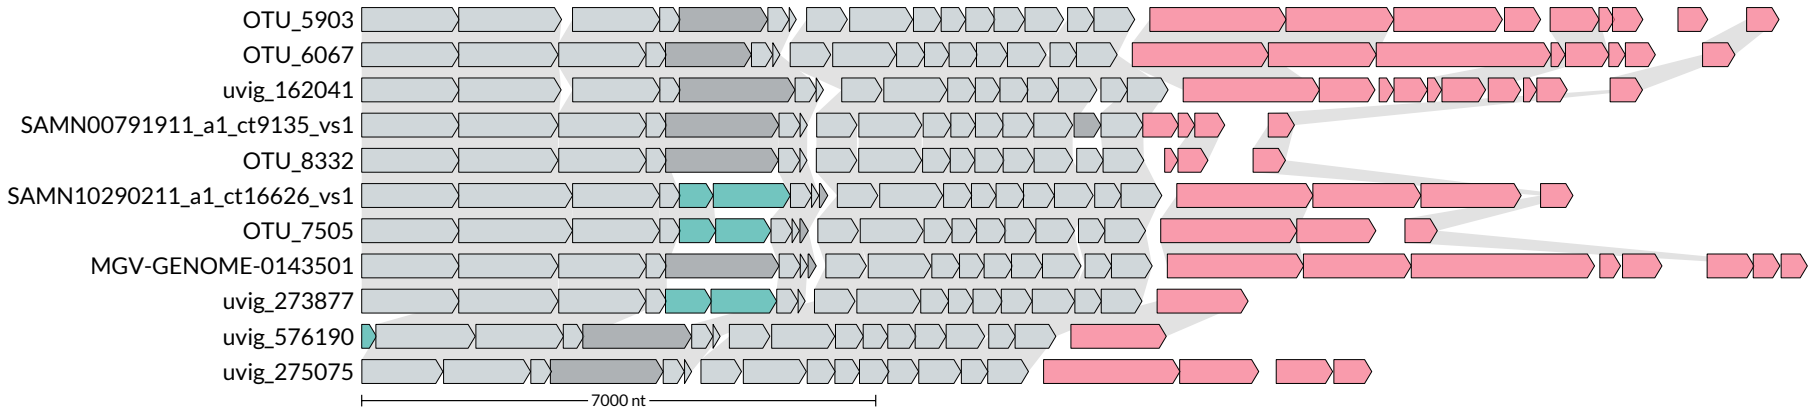 OTU_5903
OTU_6067
uvig_162041
SAMN00791911_a1_ct9135_vs1
OTU_8332
SAMN10290211_a1_ct16626_vs1
OTU_7505
MGV-GENOME-0143501
uvig_273877
uvig_576190
uvig_275075
7000 nt